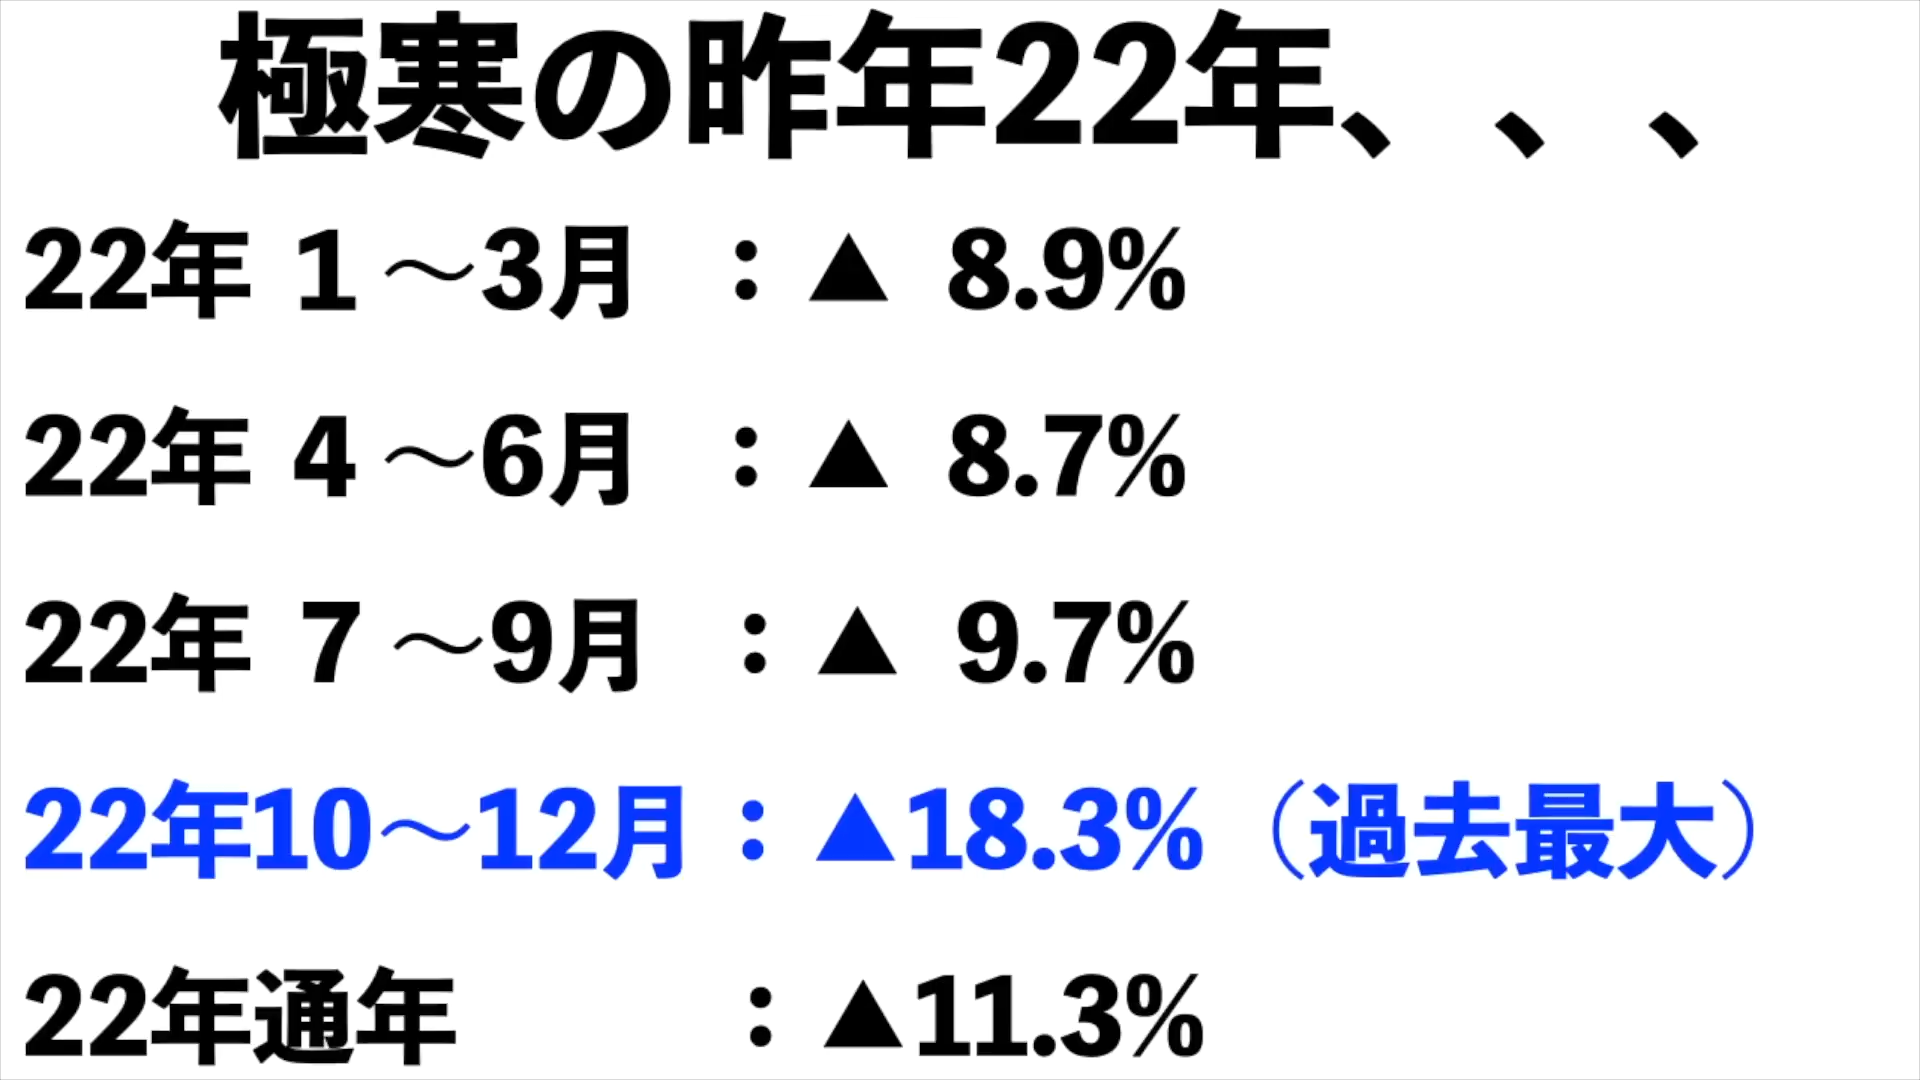 極寒の昨年22年、、、
22年 1〜3月 ：▲ 8.9%
22年 4〜6月 ：▲ 8.7%
22年 7〜9月 ：▲ 9.7%
22年10〜12月：▲18.3%（過去最大）
22年通年 ：▲11.3%